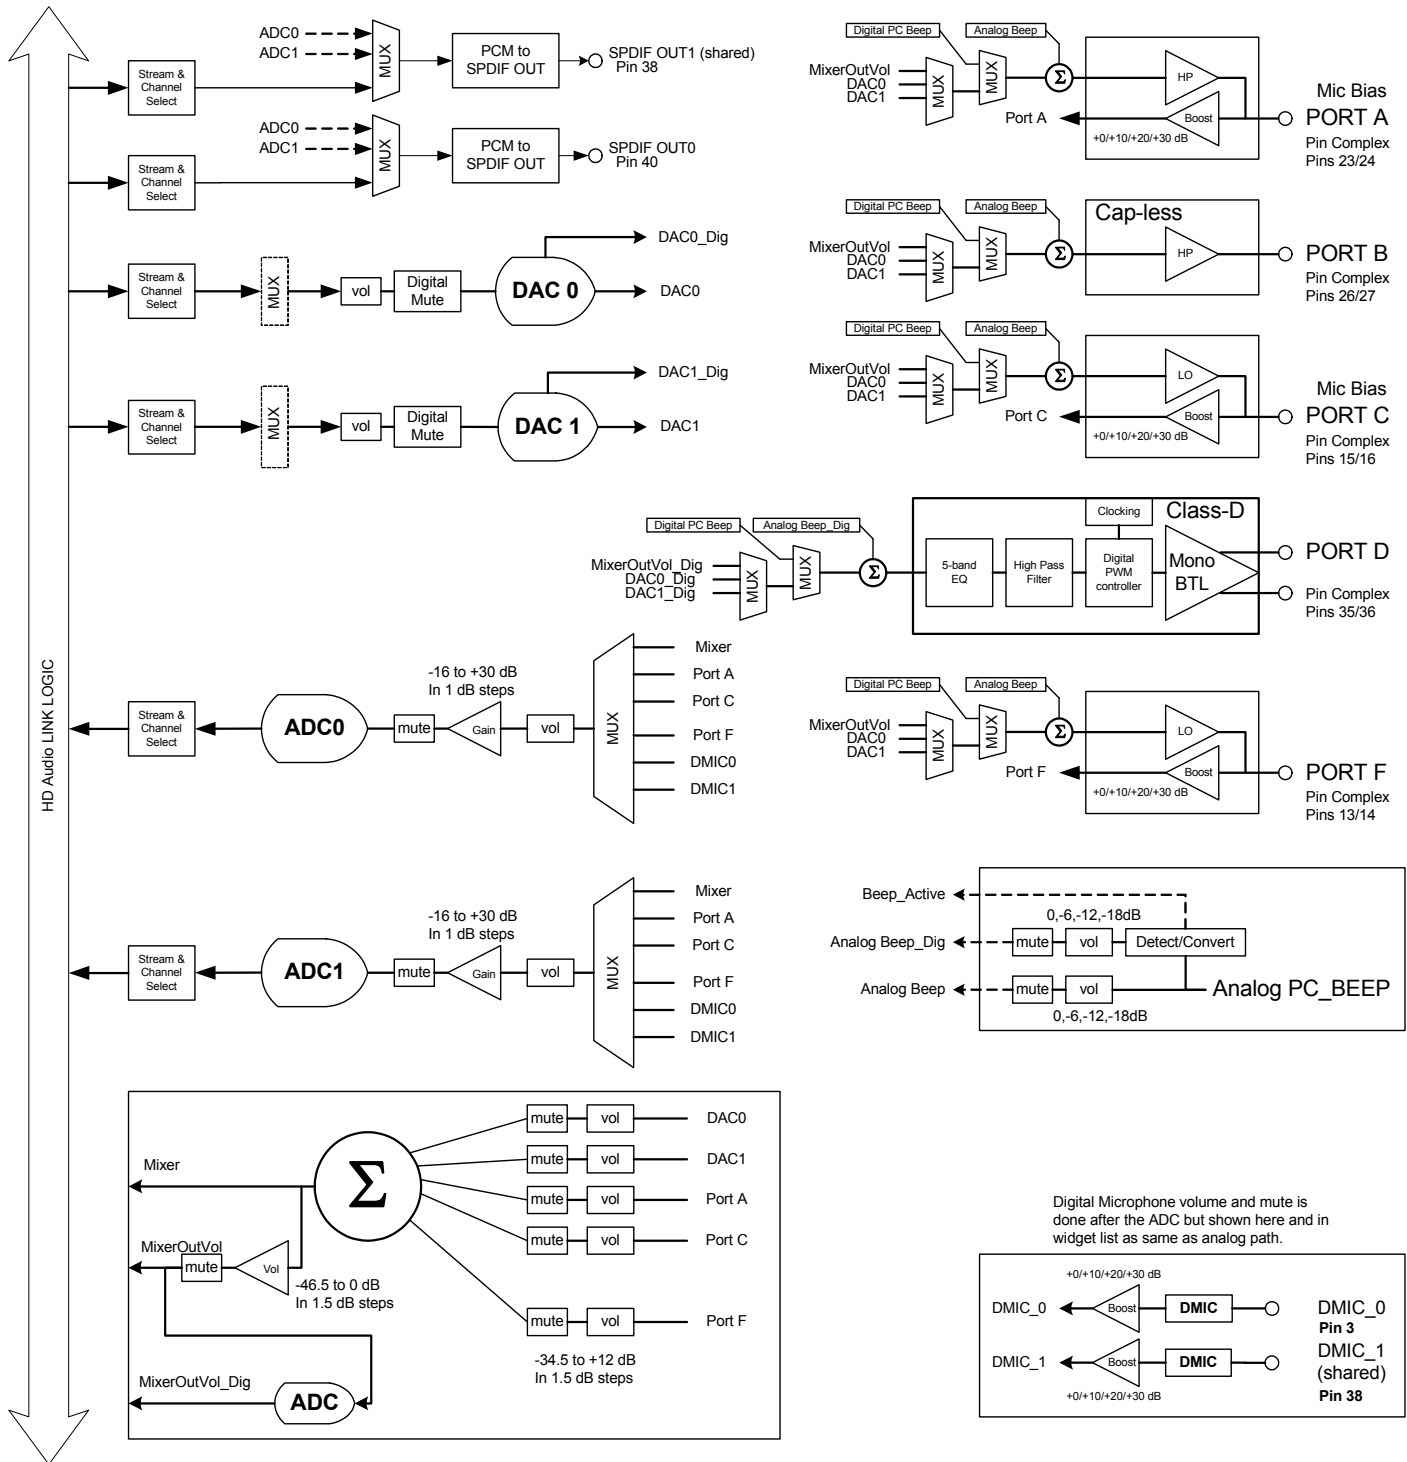 HD Audio LINK LOGIC
ADC0
ADC1
Stream &
Channel
Select
MUX
PCM to
SPDIF OUT
SPDIF OUT1 (shared)
Pin 38
ADC0
ADC1
Stream &
Channel
Select
MUX
PCM to
SPDIF OUT
SPDIF OUT0
Pin 40
Stream &
Channel
Select
MUX
vol
Digital
Mute
DAC 0
DAC0_Dig
DAC0
Stream &
Channel
Select
MUX
vol
Digital
Mute
DAC 1
DAC1_Dig
DAC1
Digital PC Beep
Analog Beep
MixerOutVol
DAC0
DAC1
MUX
MUX
Σ
HP
Boost
Port A
+0/+10/+20/+30 dB
Mic Bias
PORT A
Pin Complex
Pins 23/24
Digital PC Beep
Analog Beep
MixerOutVol
DAC0
DAC1
MUX
MUX
Σ
Cap-less
HP
PORT B
Pin Complex
Pins 26/27
Digital PC Beep
Analog Beep
MixerOutVol
DAC0
DAC1
MUX
MUX
Σ
LO
Boost
Port C
+0/+10/+20/+30 dB
Mic Bias
PORT C
Pin Complex
Pins 15/16
Digital PC Beep
Analog Beep_Dig
MixerOutVol_Dig
DAC0_Dig
DAC1_Dig
MUX
MUX
Σ
5-band
EQ
High Pass
Filter
Clocking
Digital
PWM
controller
Class-D
Mono
BTL
PORT D
Pin Complex
Pins 35/36
Stream &
Channel
Select
ADC0
mute
-16 to +30 dB
In 1 dB steps
Gain
vol
MUX
Mixer
Port A
Port C
Port F
DMIC0
DMIC1
Digital PC Beep
Analog Beep
MixerOutVol
DAC0
DAC1
MUX
MUX
Σ
LO
Boost
Port F
+0/+10/+20/+30 dB
PORT F
Pin Complex
Pins 13/14
Stream &
Channel
Select
ADC1
mute
-16 to +30 dB
In 1 dB steps
Gain
vol
MUX
Mixer
Port A
Port C
Port F
DMIC0
DMIC1
Beep_Active
0,-6,-12,-18dB
Analog Beep_Dig
mute
vol
Detect/Convert
Analog Beep
mute
vol
Analog PC_BEEP
0,-6,-12,-18dB
Mixer
Σ
mute
vol
DAC0
mute
vol
DAC1
mute
vol
Port A
mute
vol
Port C
mute
vol
Port F
MixerOutVol
mute
Vol
-46.5 to 0 dB
In 1.5 dB steps
-34.5 to +12 dB
In 1.5 dB steps
MixerOutVol_Dig
ADC
Digital Microphone volume and mute is
done after the ADC but shown here and in
widget list as same as analog path.
+0/+10/+20/+30 dB
DMIC_0
Boost
DMIC
DMIC_0
Pin 3
DMIC_1
Boost
DMIC
DMIC_1
(shared)
Pin 38
+0/+10/+20/+30 dB